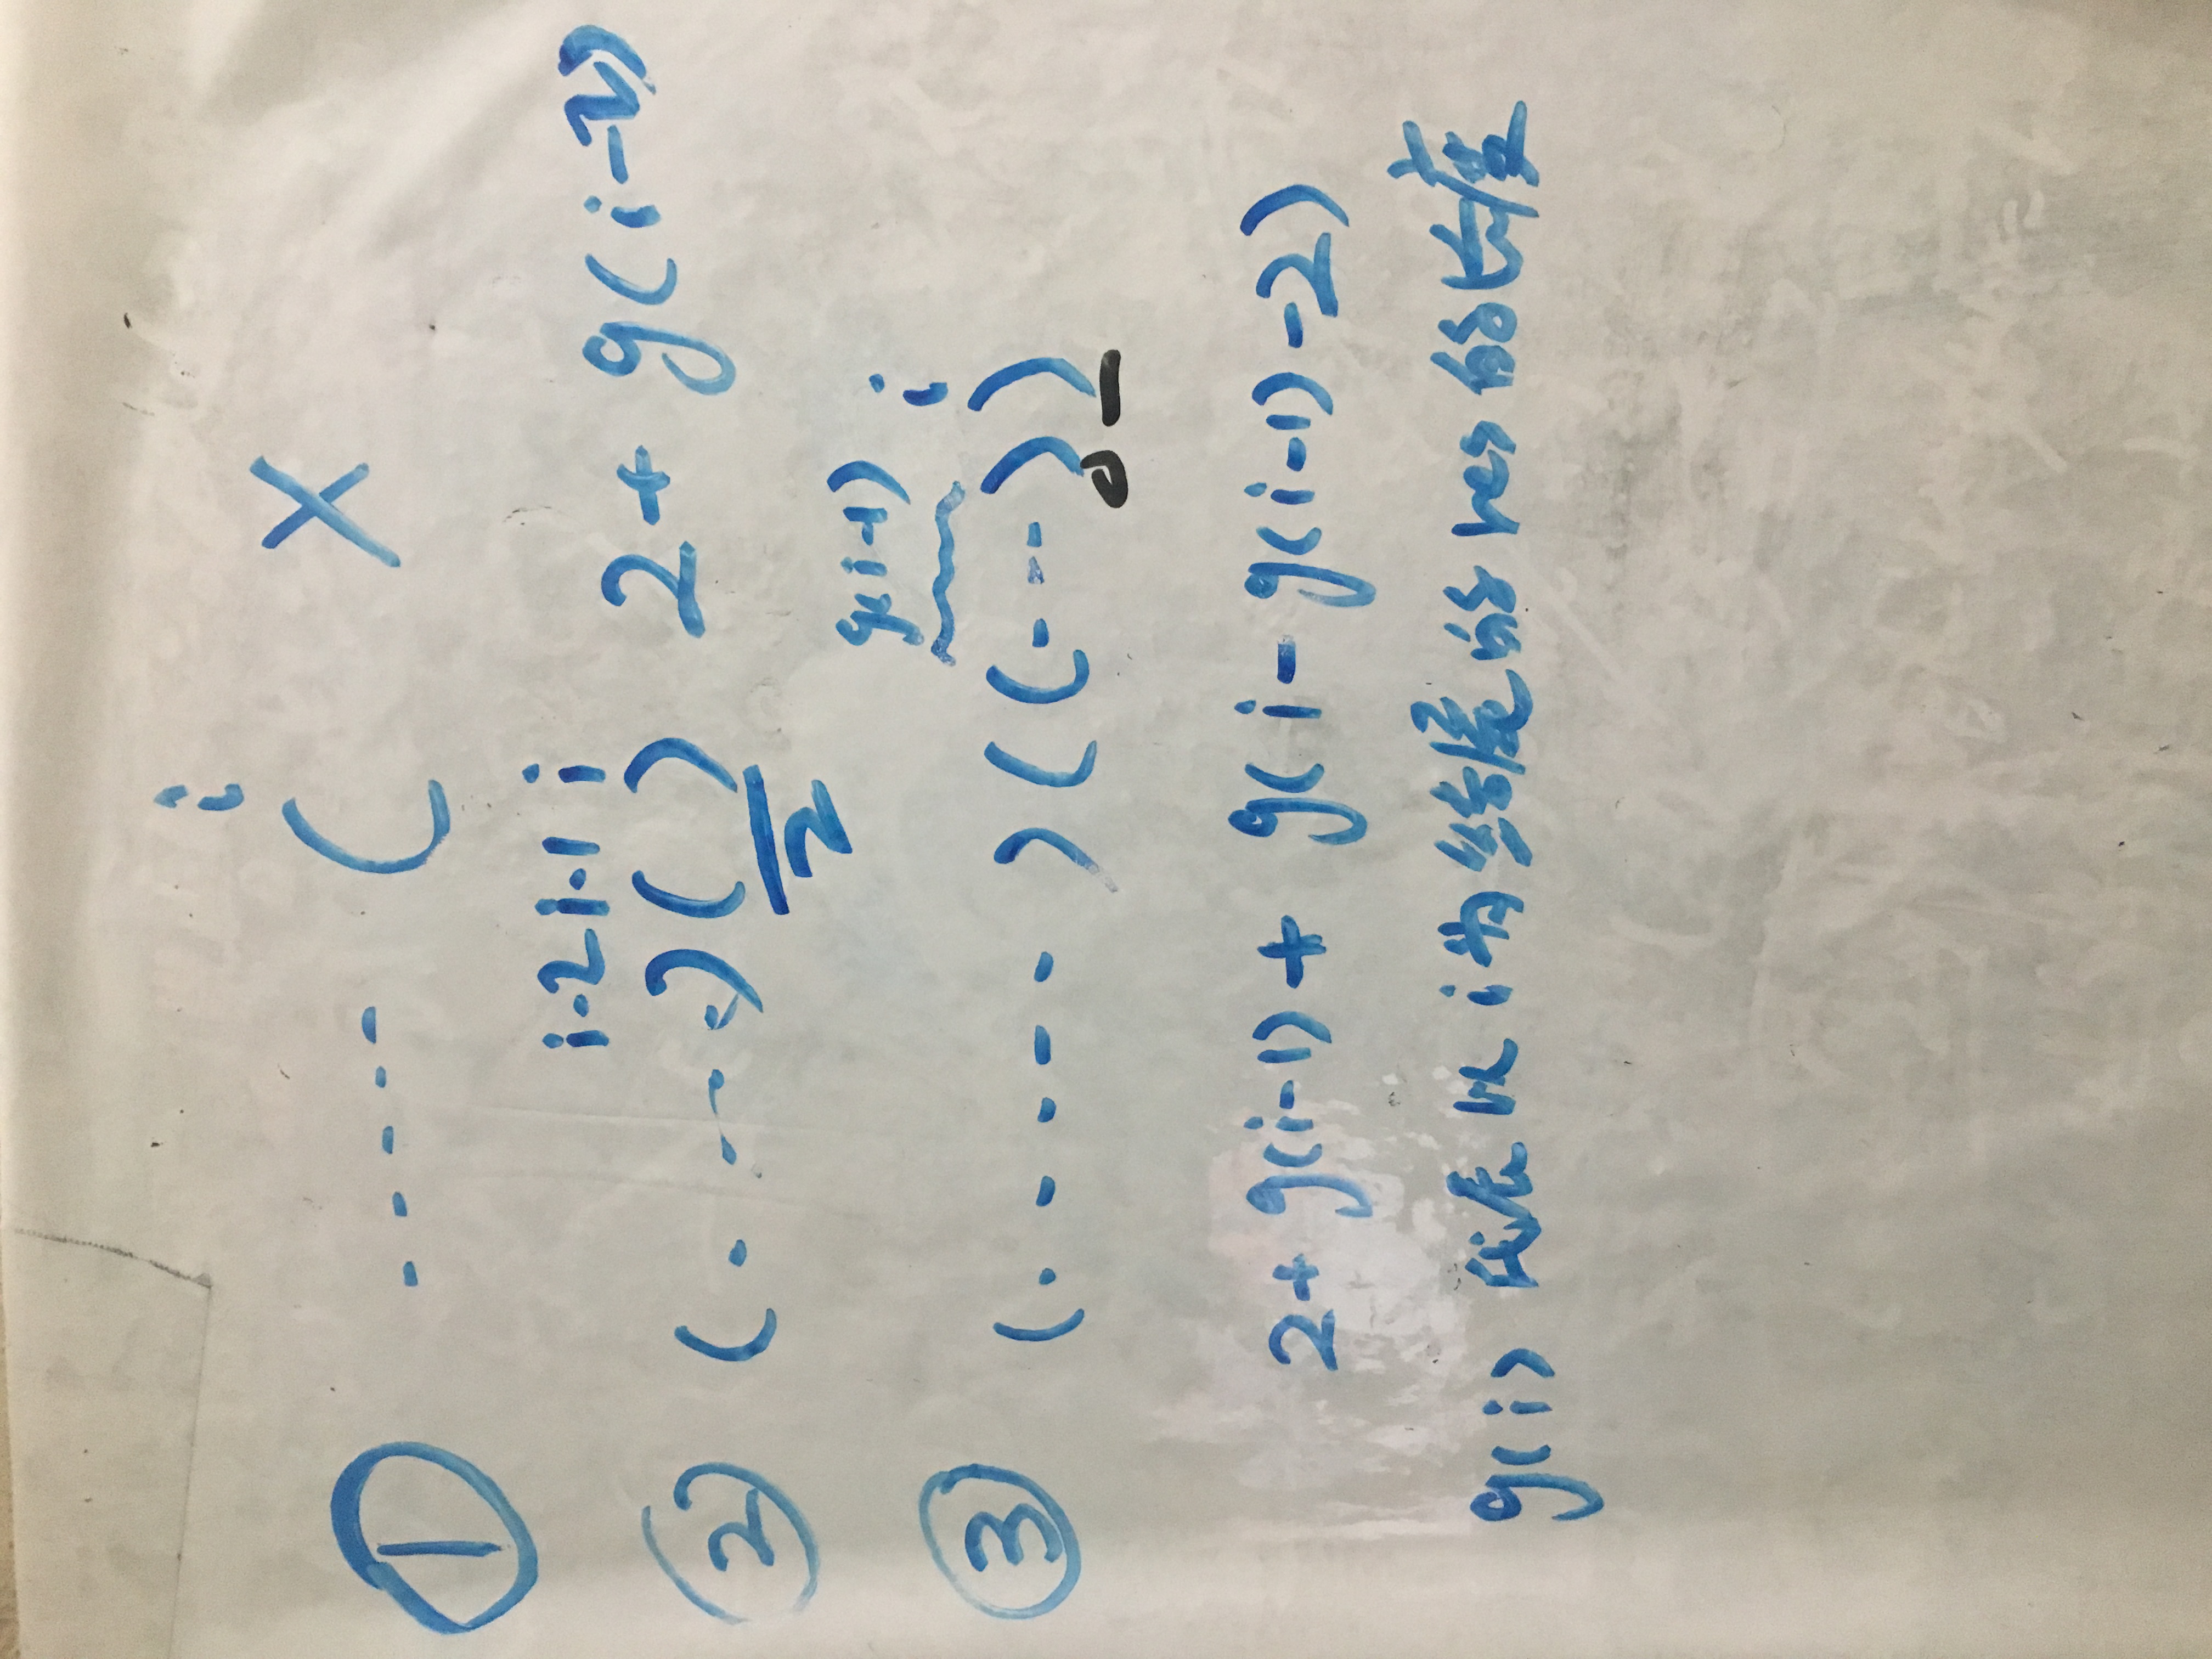 i
① ----- ( X
i-2 i-1 i
② (. ----)( ) 2 + g(i-2)
2
g(i-1) i
③ (. - - - - )((. ---))
2 + g(i-1) + g( i - g(i-1) - 2)
g(i) 代表以 i 为结尾的 res 的长度